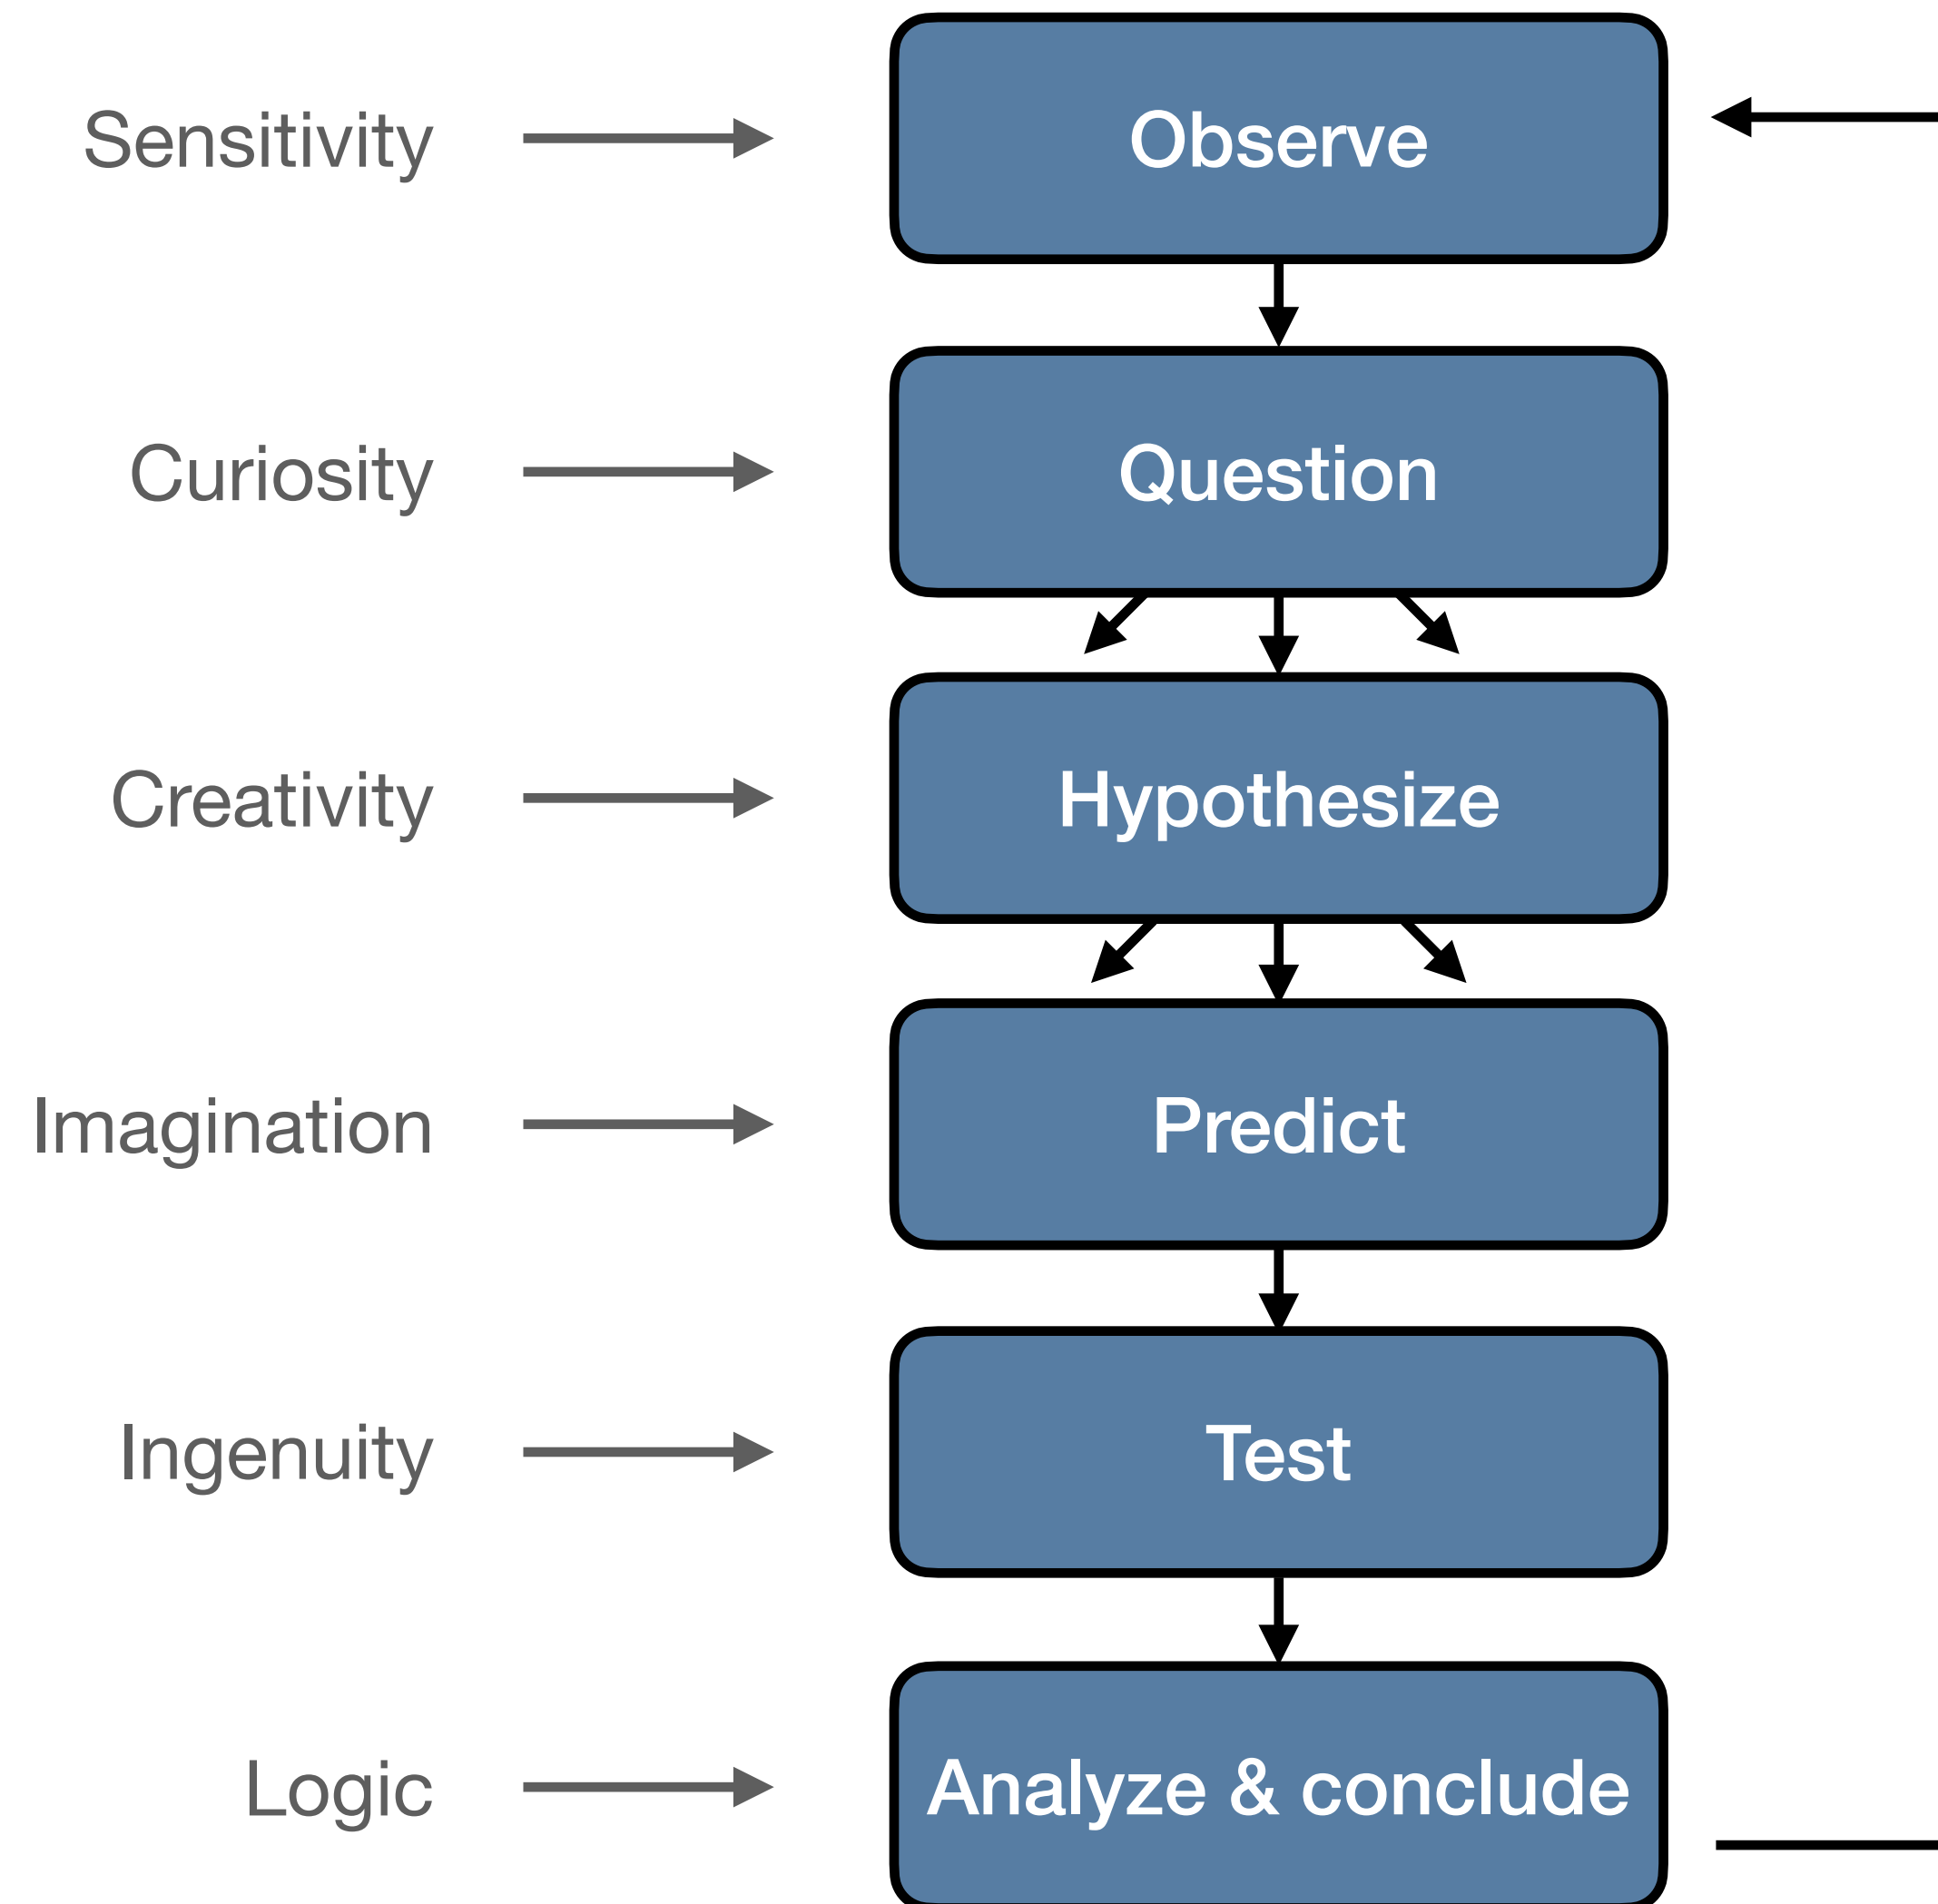 Sensitivity
Observe
Curiosity
Question
Creativity
Hypothesize
Imagination
Predict
Ingenuity
Test
Logic
Analyze & conclude